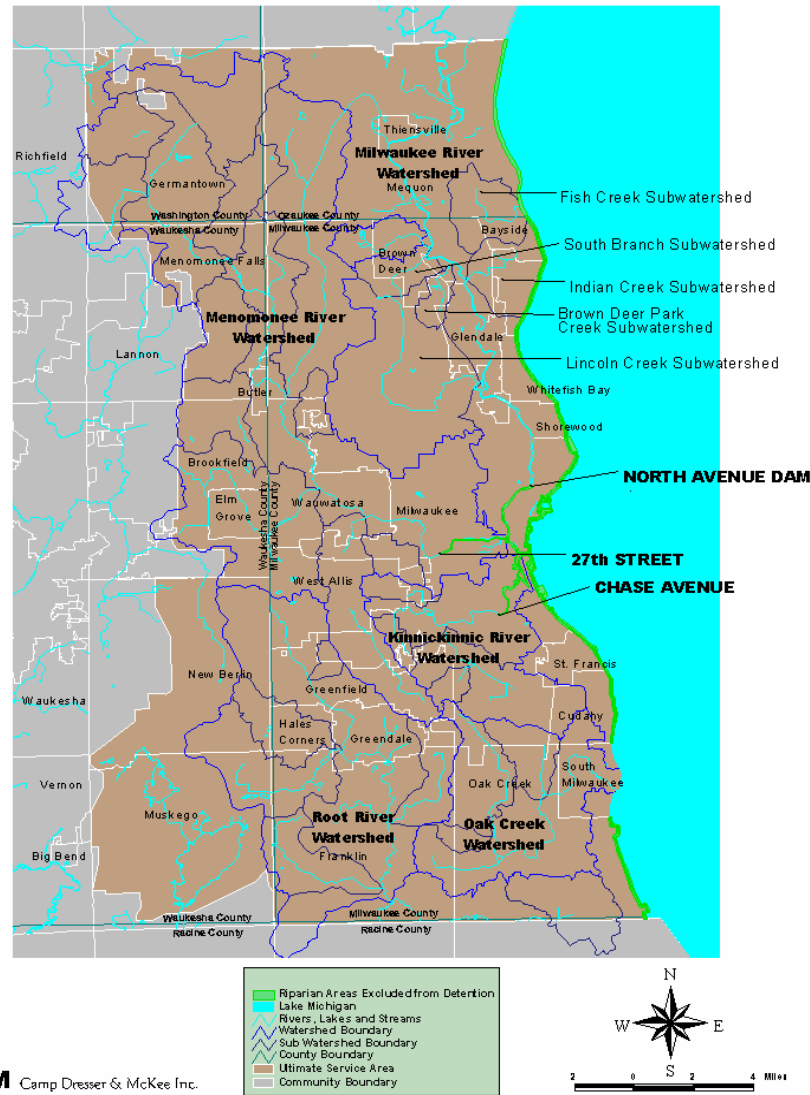 Thiensville
Milwaukee River
Watershed
Richfield
Mequon
Germantown
Fish Creek Subwatershed
Washington County
Ozaukee County
Waukesha County
Milwaukee County
Bayside
South Branch Subwatershed
Brown
Deer
Menomonee Falls
Indian Creek Subwatershed
Menomonee River
Watershed
Brown Deer Park
Creek Subwatershed
Glendale
Lannon
Lincoln Creek Subwatershed
Butler
Whitefish Bay
Shorewood
Brookfield
NORTH AVENUE DAM
Elm
Grove
Wauwatosa
Milwaukee
Waukesha County
Milwaukee County
27th STREET
West Allis
CHASE AVENUE
Kinnickinnic River
Watershed
St. Francis
New Berlin
Waukesha
Greenfield
Cudahy
Hales
Corners
Greendale
South
Milwaukee
Vernon
Oak Creek
Muskego
Root River
Watershed
Oak Creek
Watershed
Franklin
Big Bend
Waukesha County
Milwaukee County
Racine County
Racine County
Riparian Areas Excluded from Detention
Lake Michigan
Rivers, Lakes and Streams
Watershed Boundary
Sub Watershed Boundary
County Boundary
Ultimate Service Area
Community Boundary
N
W
E
S
M Camp Dresser & McKee Inc.
2 0 2 4 Miles